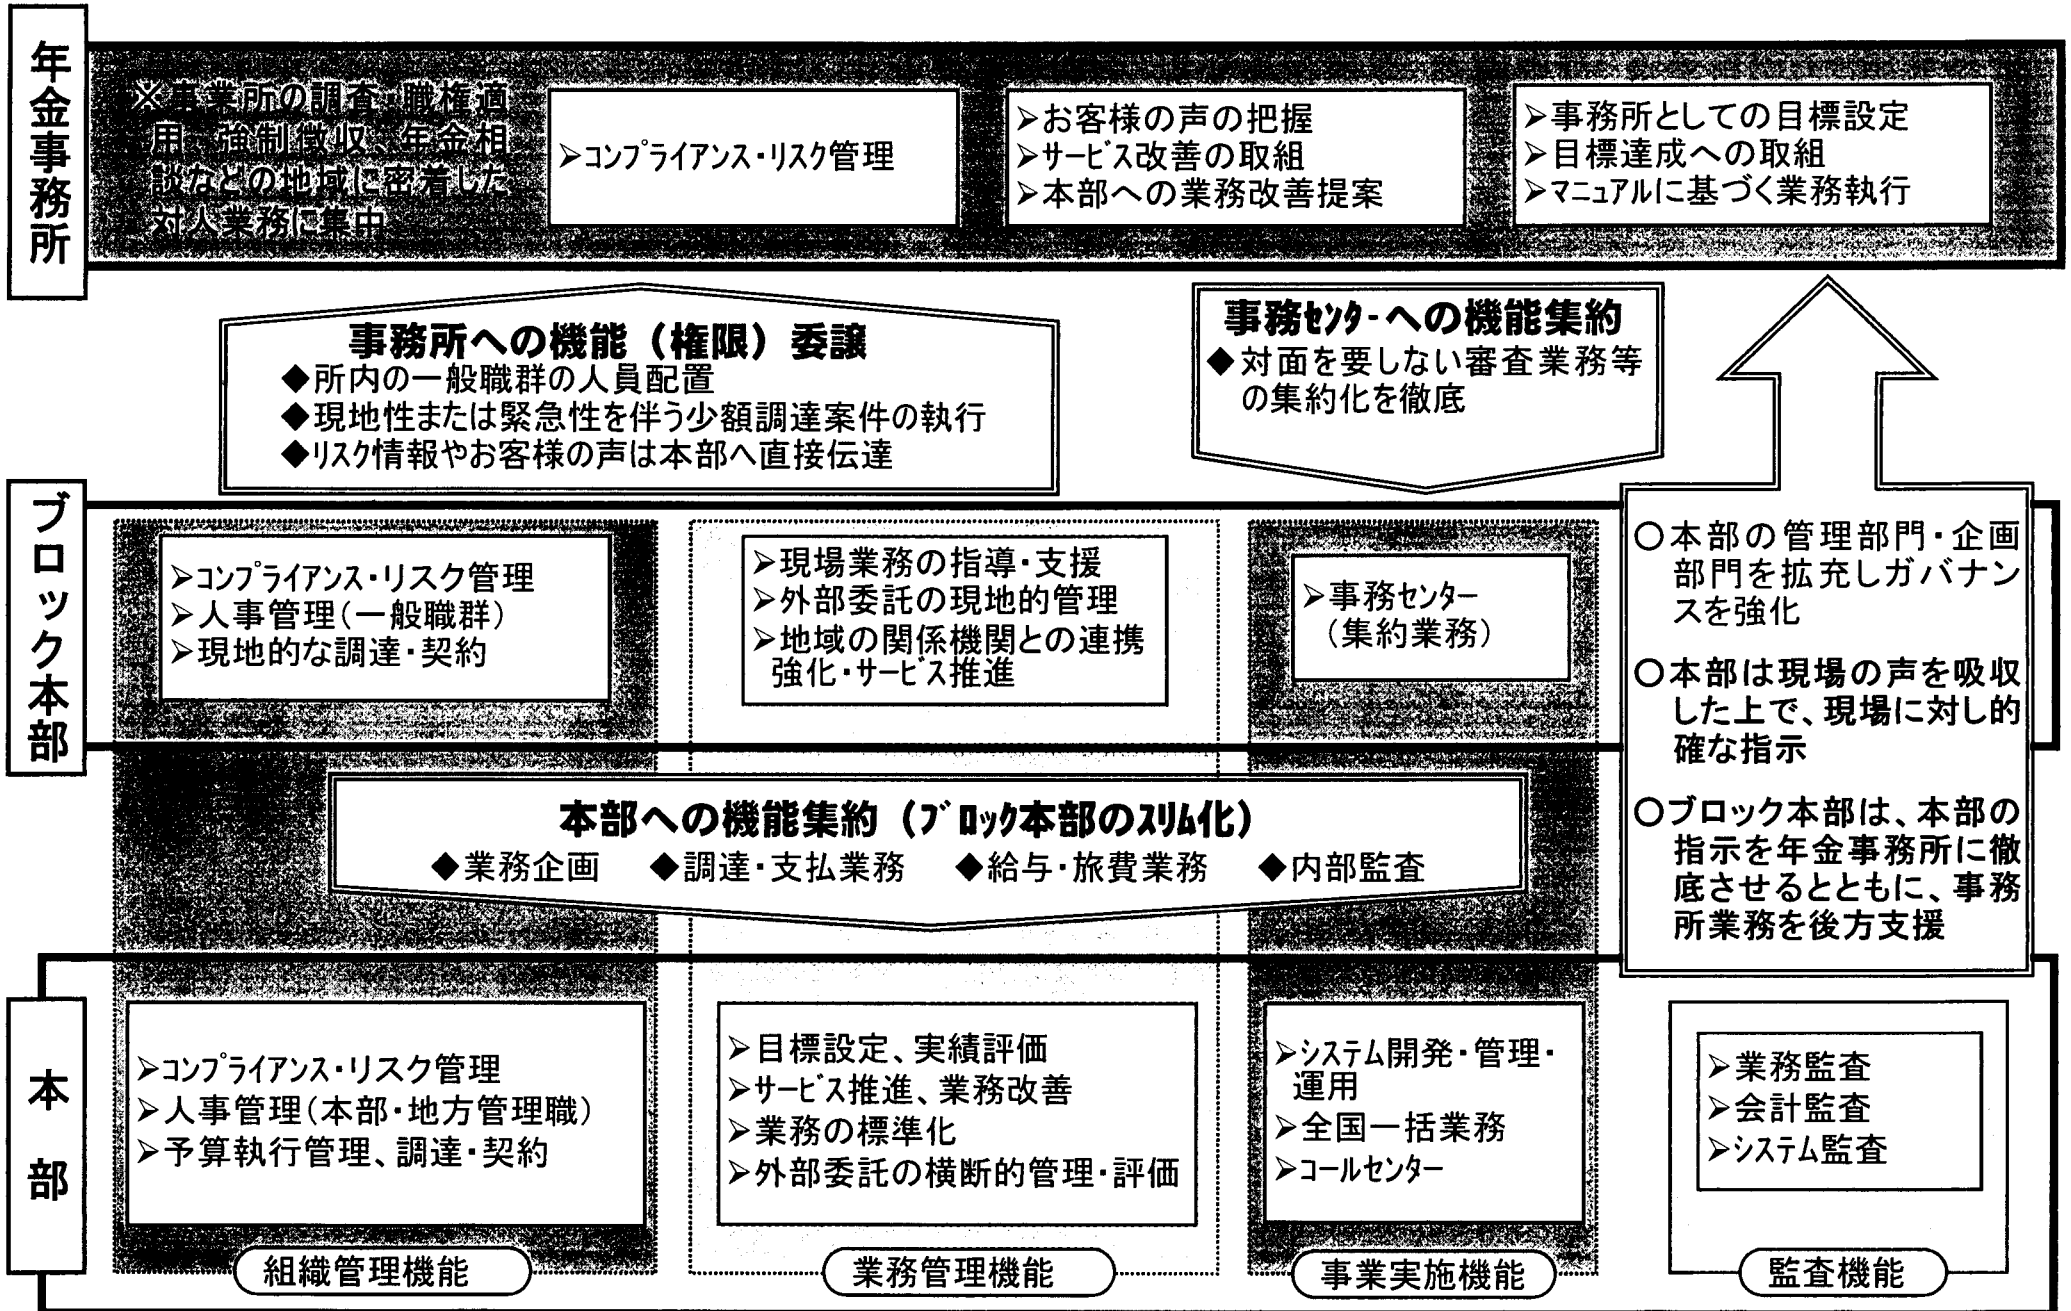 年金事務所
※事業所の調査・職権適
用、強制徴収、年金相
談などの地域に密着した
対人業務に集中
➢コンプライアンス・リスク管理
➢お客様の声の把握
➢サービス改善の取組
➢本部への業務改善提案
➢事務所としての目標設定
➢目標達成への取組
➢マニュアルに基づく業務執行
事務所への機能（権限）委譲
◆所内の一般職群の人員配置
◆現地性または緊急性を伴う少額調達案件の執行
◆リスク情報やお客様の声は本部へ直接伝達
事務センターへの機能集約
◆対面を要しない審査業務等
の集約化を徹底
ブロック本部
➢コンプライアンス・リスク管理
➢人事管理（一般職群）
➢現地的な調達・契約
➢現場業務の指導・支援
➢外部委託の現地的管理
➢地域の関係機関との連携
強化・サービス推進
➢事務センター
（集約業務）
○本部の管理部門・企画
部門を拡充しガバナン
スを強化
○本部は現場の声を吸収
した上で、現場に対し的
確な指示
○ブロック本部は、本部の
指示を年金事務所に徹
底させるとともに、事務
所業務を後方支援
本部への機能集約（ブロック本部のスリム化）
◆業務企画 ◆調達・支払業務 ◆給与・旅費業務 ◆内部監査
本部
➢コンプライアンス・リスク管理
➢人事管理（本部・地方管理職）
➢予算執行管理、調達・契約
➢目標設定、実績評価
➢サービス推進、業務改善
➢業務の標準化
➢外部委託の横断的管理・評価
➢システム開発・管理・
運用
➢全国一括業務
➢コールセンター
➢業務監査
➢会計監査
➢システム監査
組織管理機能
業務管理機能
事業実施機能
監査機能